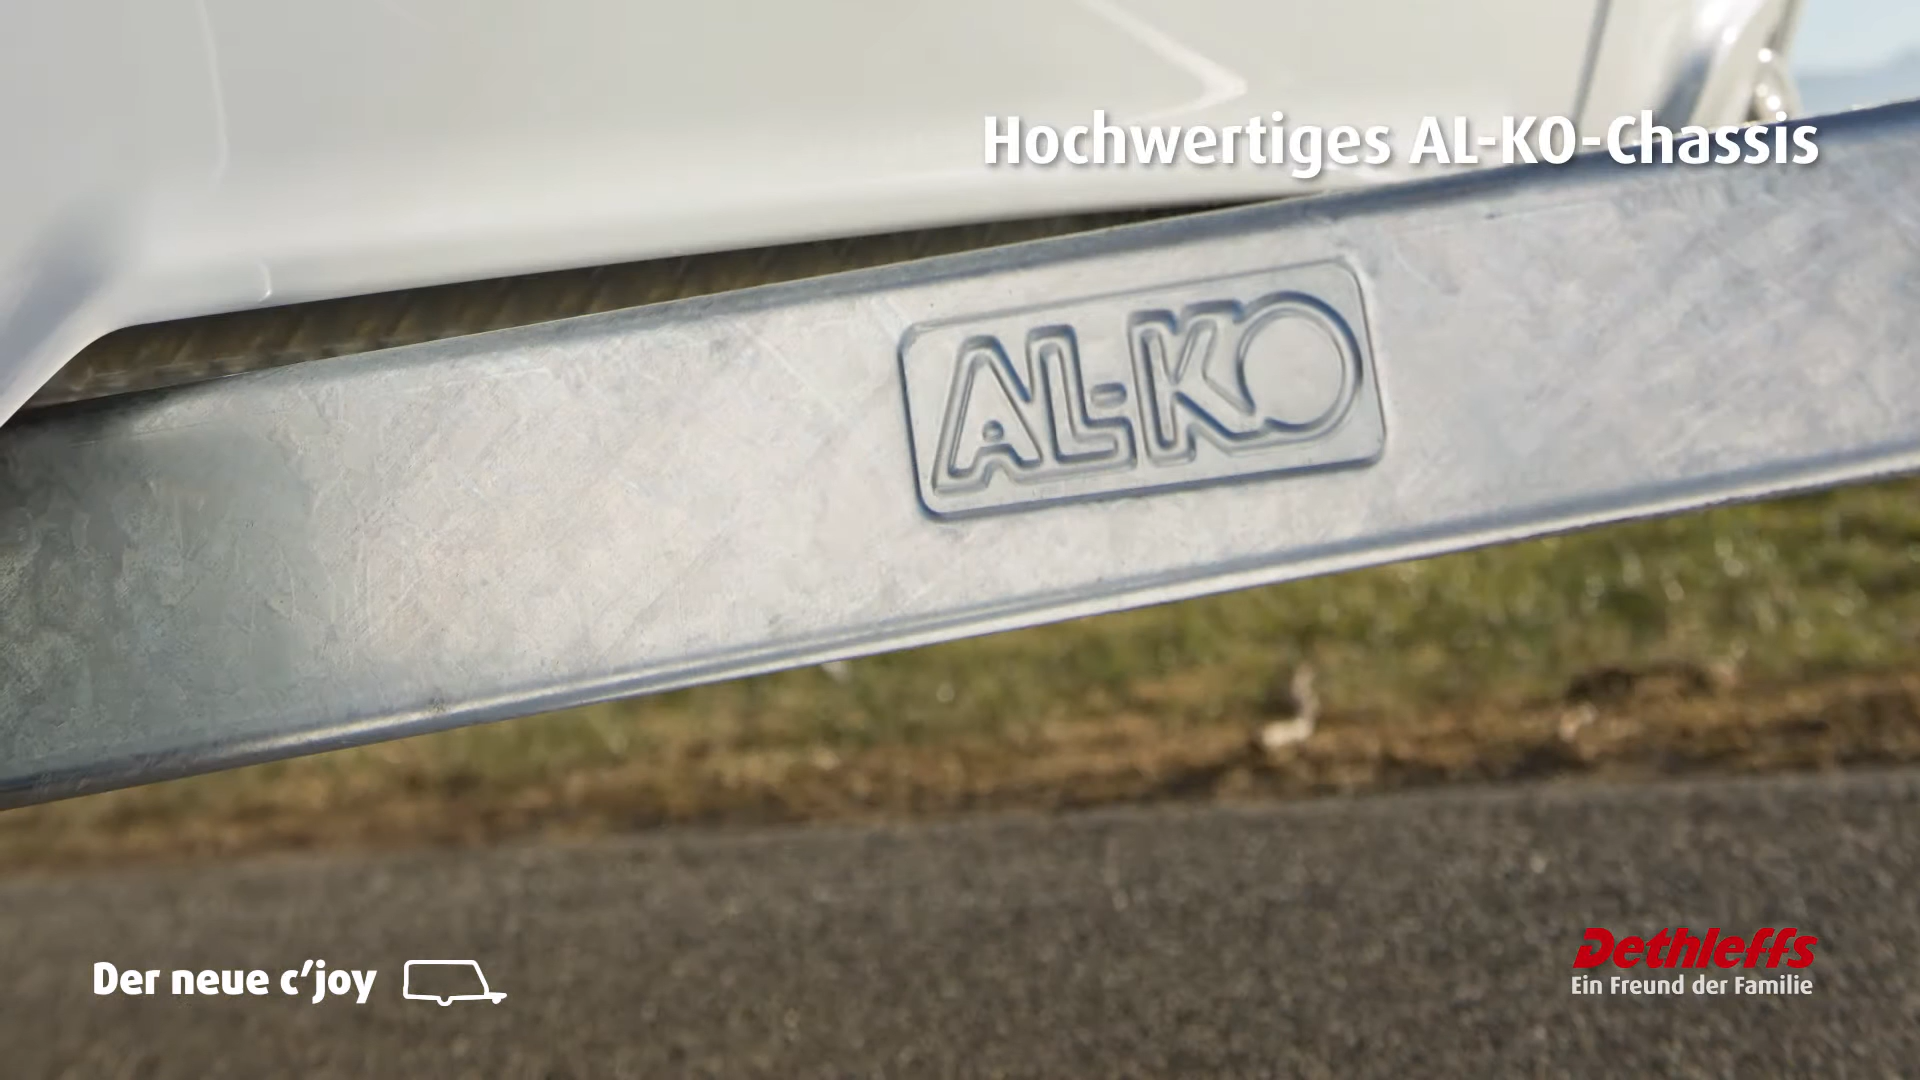 Hochwertiges AL-KO-Chassis
AL-KO
Der neue c'joy
Dethleffs
Ein Freund der Familie